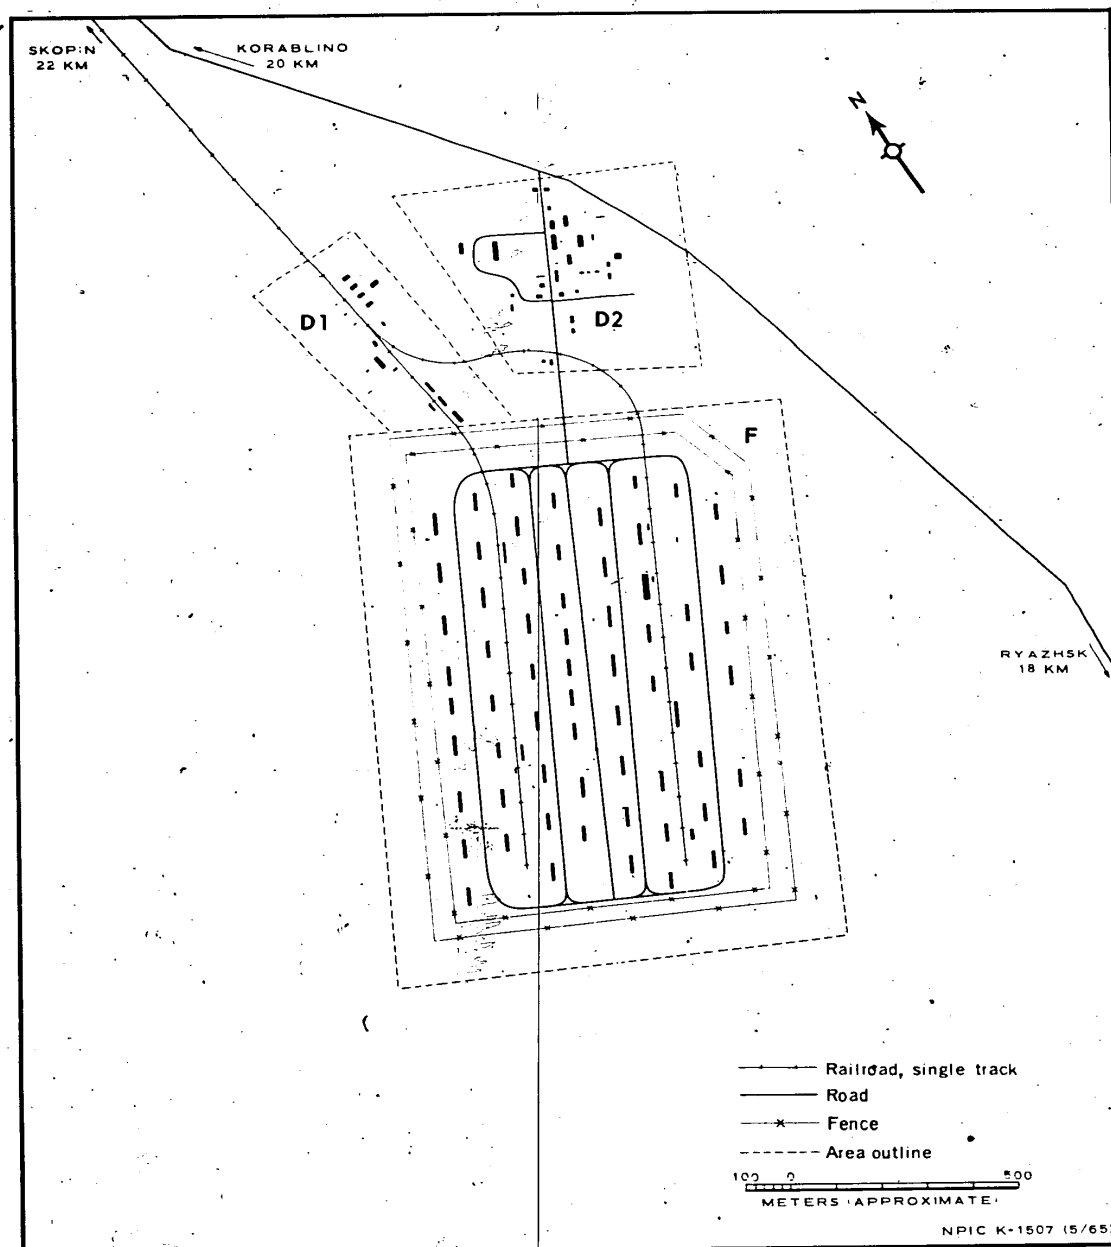 SKOPIN
22 KM
KORABLINO
20 KM
N
D1
D2
F
RYAZHSK
18 KM
Railroad, single track
Road
Fence
Area outline
100 0 500
METERS (APPROXIMATE)
NPIC K-1507 (5/65)